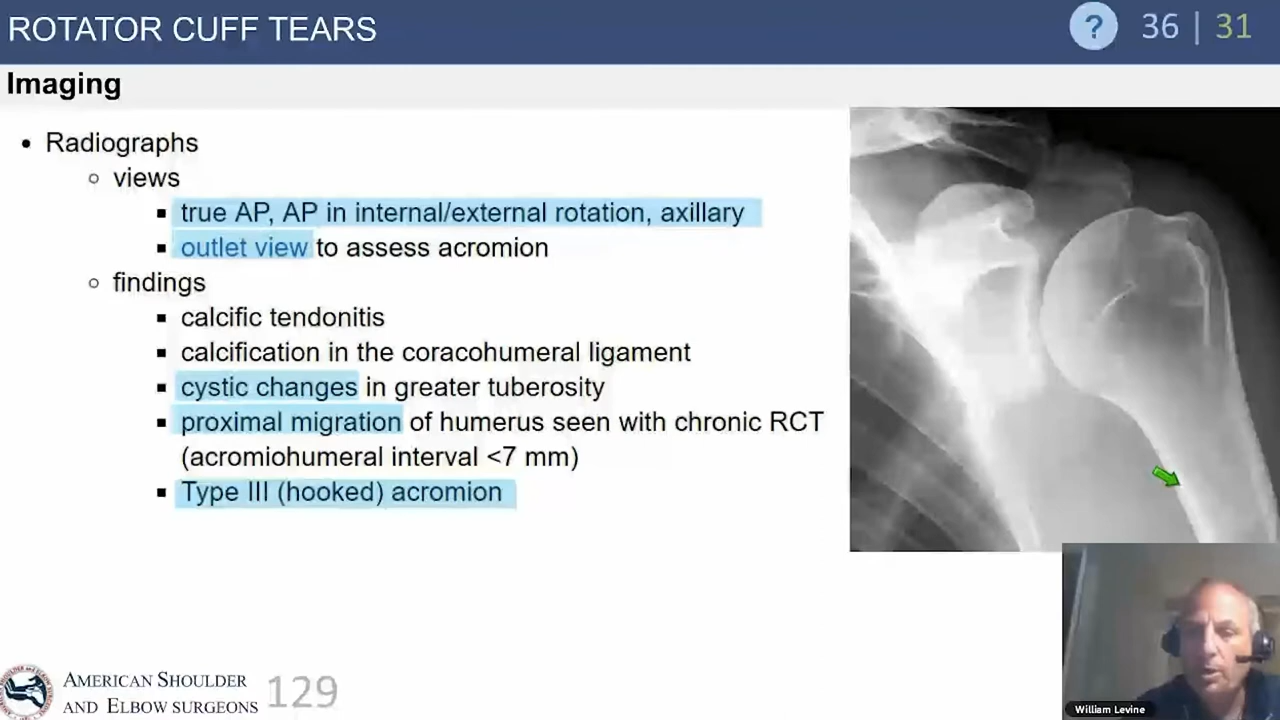 ROTATOR CUFF TEARS
? 36 | 31
Imaging
• Radiographs
○ views
▪ true AP, AP in internal/external rotation, axillary
▪ outlet view to assess acromion
○ findings
▪ calcific tendonitis
▪ calcification in the coracohumeral ligament
▪ cystic changes in greater tuberosity
▪ proximal migration of humerus seen with chronic RCT
(acromiohumeral interval <7 mm)
▪ Type III (hooked) acromion
AMERICAN SHOULDER
AND ELBOW SURGEONS
129
William Levine